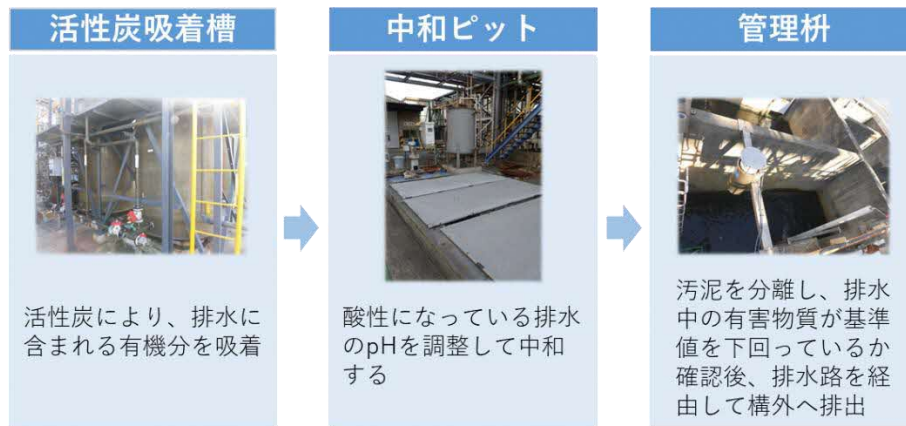 活性炭吸着槽
活性炭により、排水に
含まれる有機分を吸着
中和ピット
酸性になっている排水
のpHを調整して中和
する
管理枡
汚泥を分離し、排水
中の有害物質が基準
値を下回っているか
確認後、排水路を経
由して構外へ排出